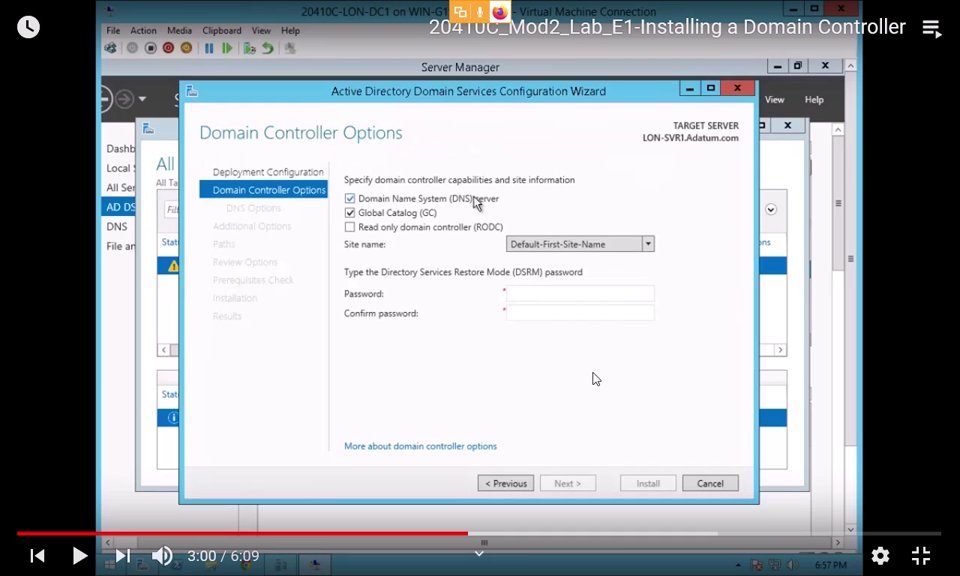 20410C-LON-DC1 on WIN-G1 - Virtual Machine Connection
20410C_Mod2_Lab_E1-Installing a Domain Controller
File Action Media Clipboard View Help
Server Manager
Active Directory Domain Services Configuration Wizard
View Help
Domain Controller Options
TARGET SERVER
LON-SVR1.Adatum.com
Dashb
Local S
All Ser
AD DS
DNS
File an
All
All Ta
Filt
Statu
Deployment Configuration
Domain Controller Options
DNS Options
Additional Options
Paths
Review Options
Prerequisites Check
Installation
Results
Specify domain controller capabilities and site information
Domain Name System (DNS) server
Global Catalog (GC)
Read only domain controller (RODC)
Site name: Default-First-Site-Name
Type the Directory Services Restore Mode (DSRM) password
Password: *
Confirm password: *
ons
Statu
More about domain controller options
< Previous Next > Install Cancel
3:00 / 6:09
6:57 PM